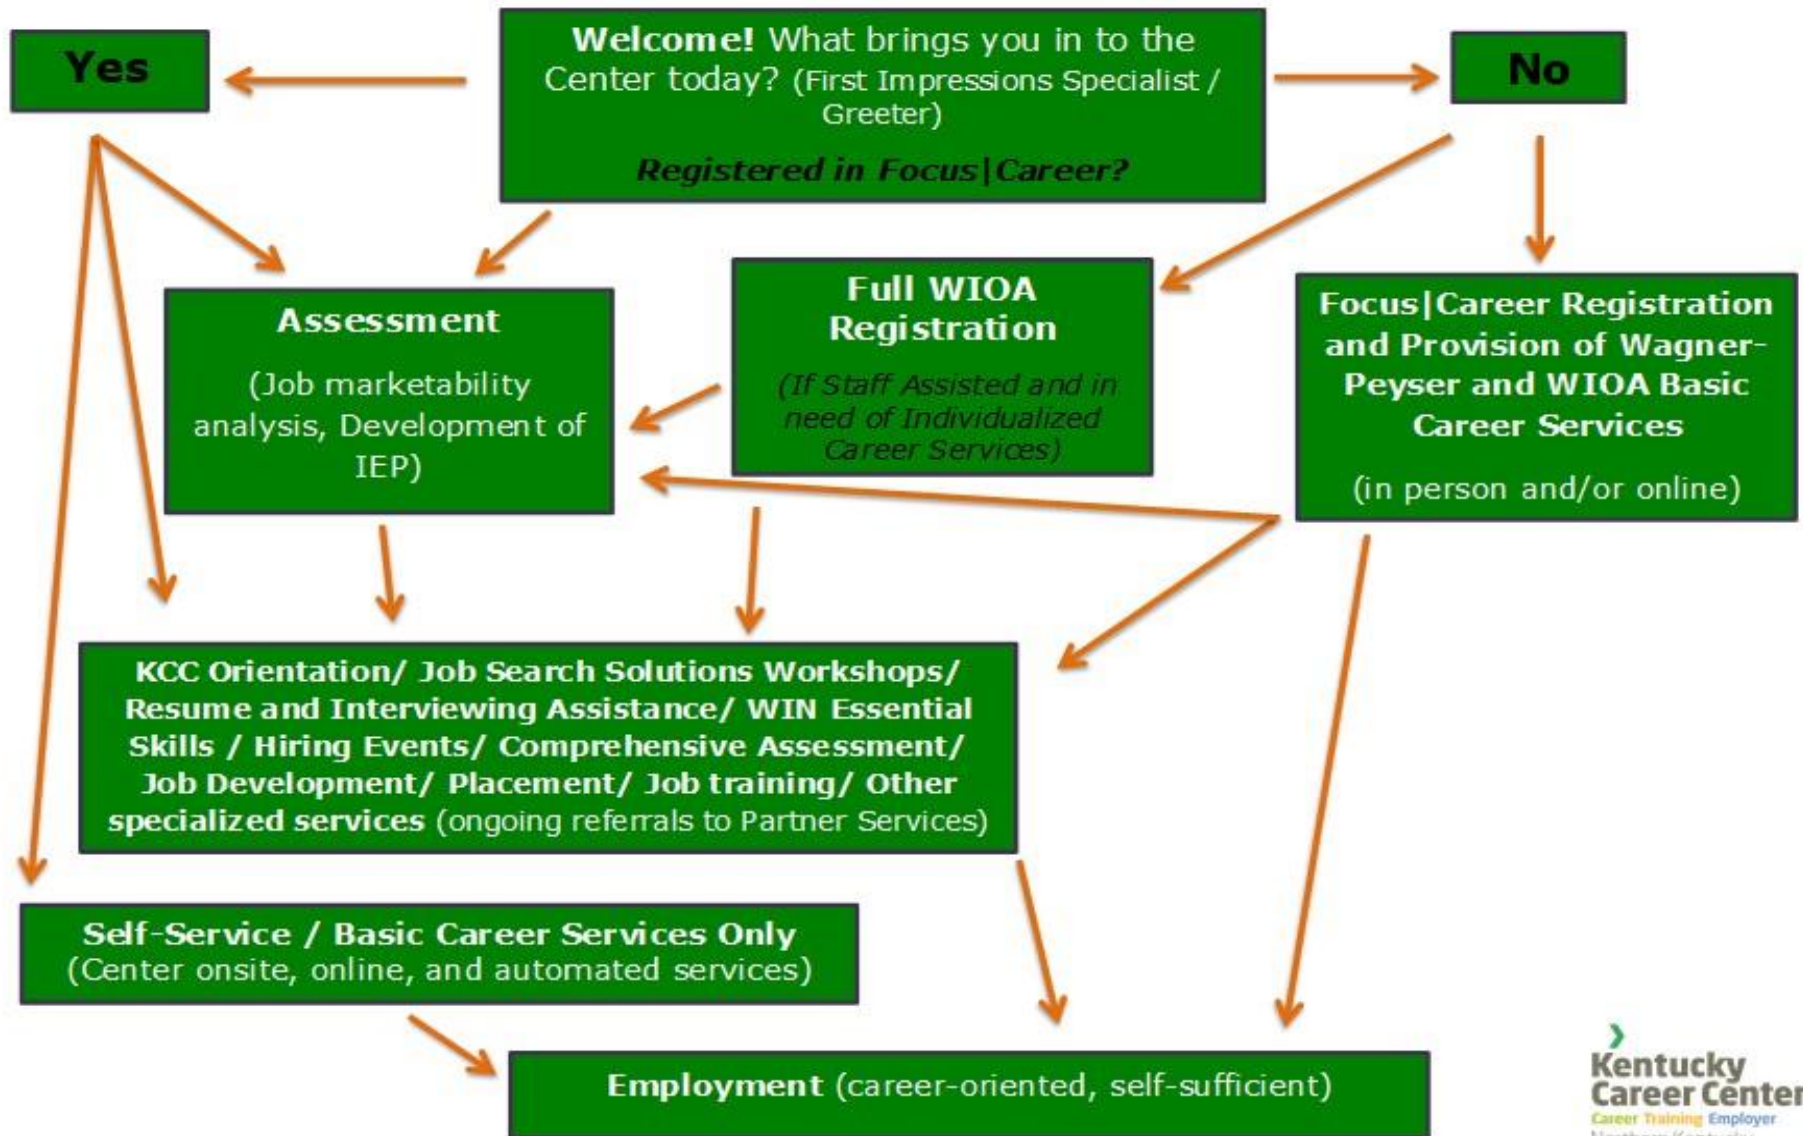 Yes
Welcome! What brings you in to the
Center today? (First Impressions Specialist /
Greeter)
Registered in Focus|Career?
No
Assessment
(Job marketability
analysis, Development of
IEP)
Full WIOA
Registration
(If Staff Assisted and in
need of Individualized
Career Services)
Focus|Career Registration
and Provision of Wagner-
Peyser and WIOA Basic
Career Services
(in person and/or online)
KCC Orientation/ Job Search Solutions Workshops/
Resume and Interviewing Assistance/ WIN Essential
Skills / Hiring Events/ Comprehensive Assessment/
Job Development/ Placement/ Job training/ Other
specialized services (ongoing referrals to Partner Services)
Self-Service / Basic Career Services Only
(Center onsite, online, and automated services)
Employment (career-oriented, self-sufficient)
Kentucky
Career Center
Career Training Employer
Northern Kentucky